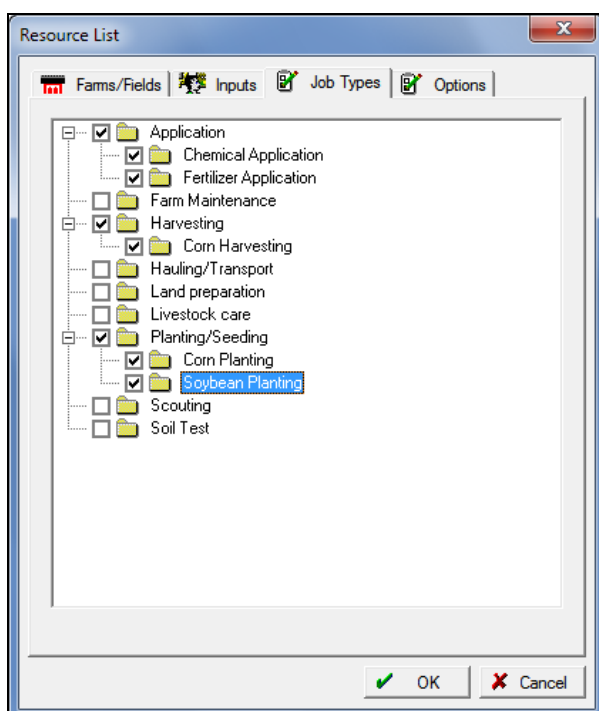 Resource List
Farms/Fields Inputs Job Types Options
Application
Chemical Application
Fertilizer Application
Farm Maintenance
Harvesting
Corn Harvesting
Hauling/Transport
Land preparation
Livestock care
Planting/Seeding
Corn Planting
Soybean Planting
Scouting
Soil Test
OK Cancel